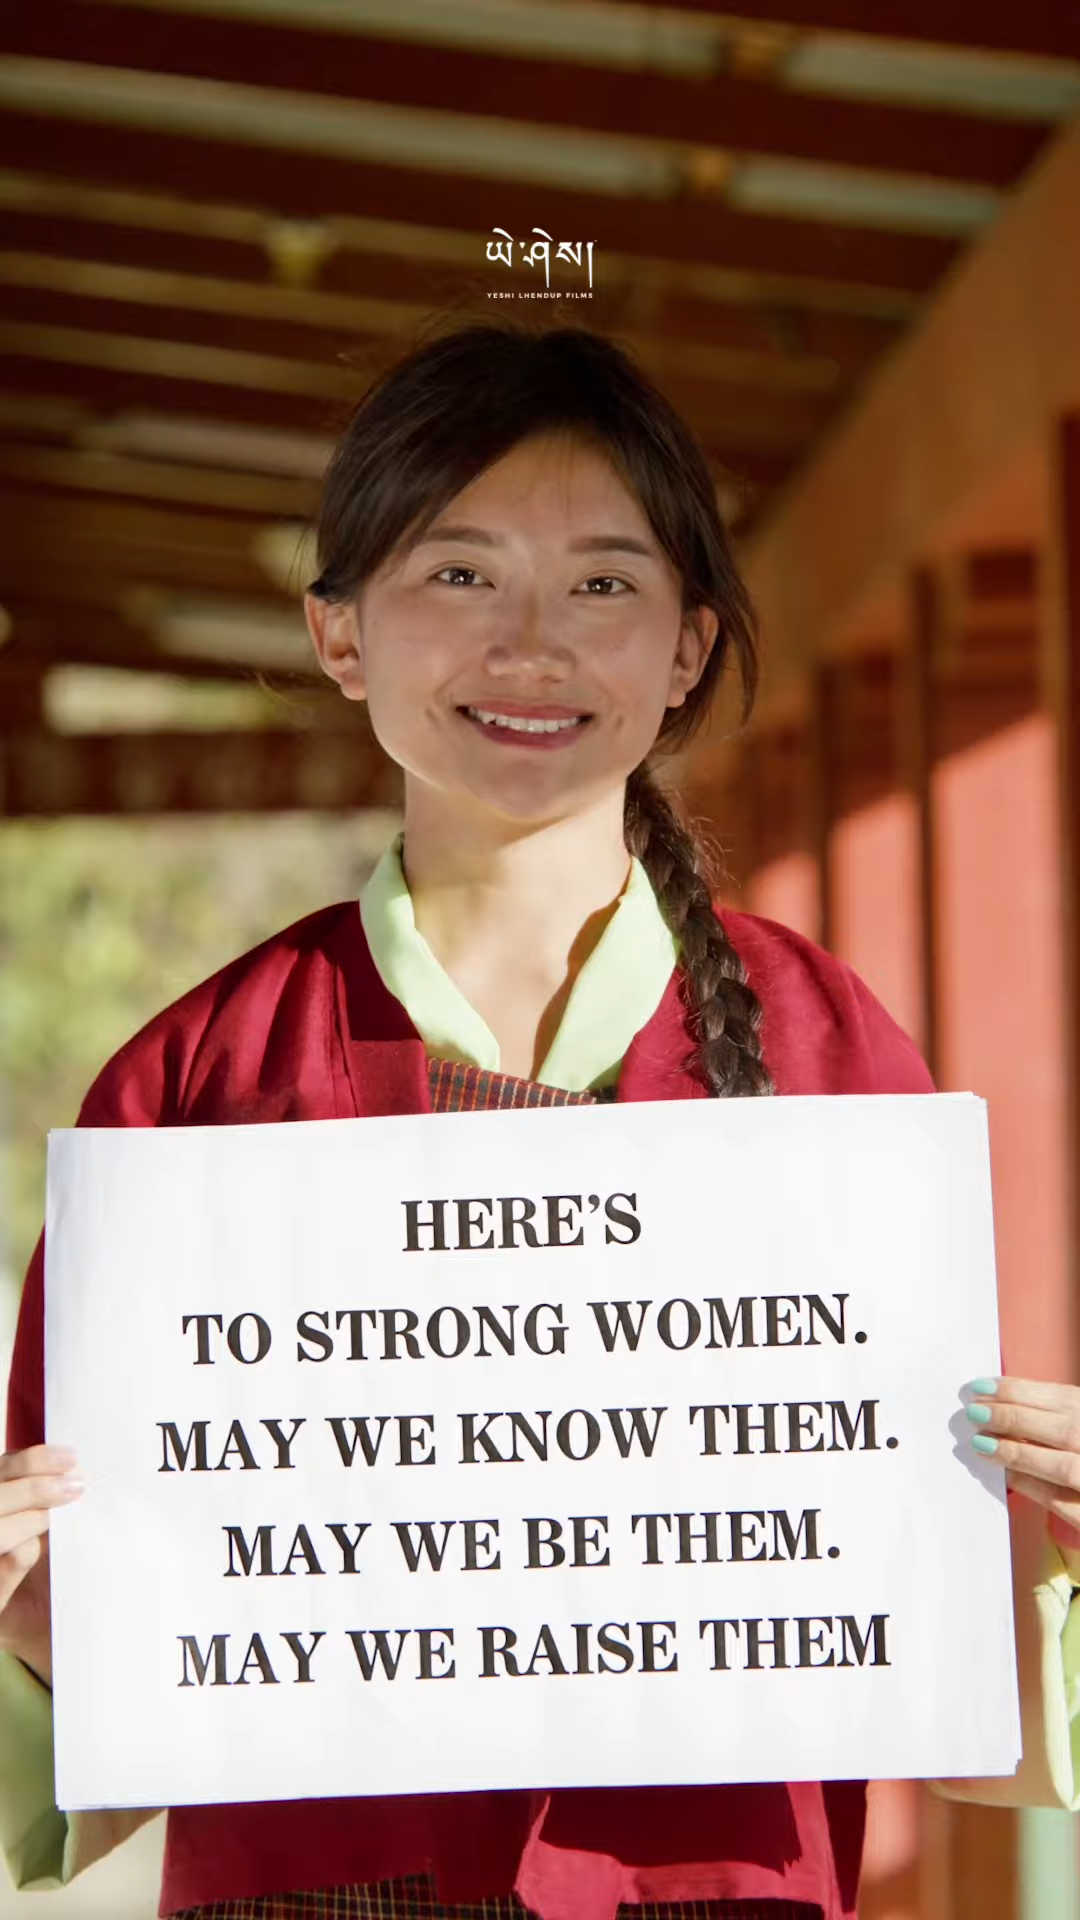 ཡེ་ཤེས།
YESHI LHENDUP FILMS
HERE’S
TO STRONG WOMEN.
MAY WE KNOW THEM.
MAY WE BE THEM.
MAY WE RAISE THEM